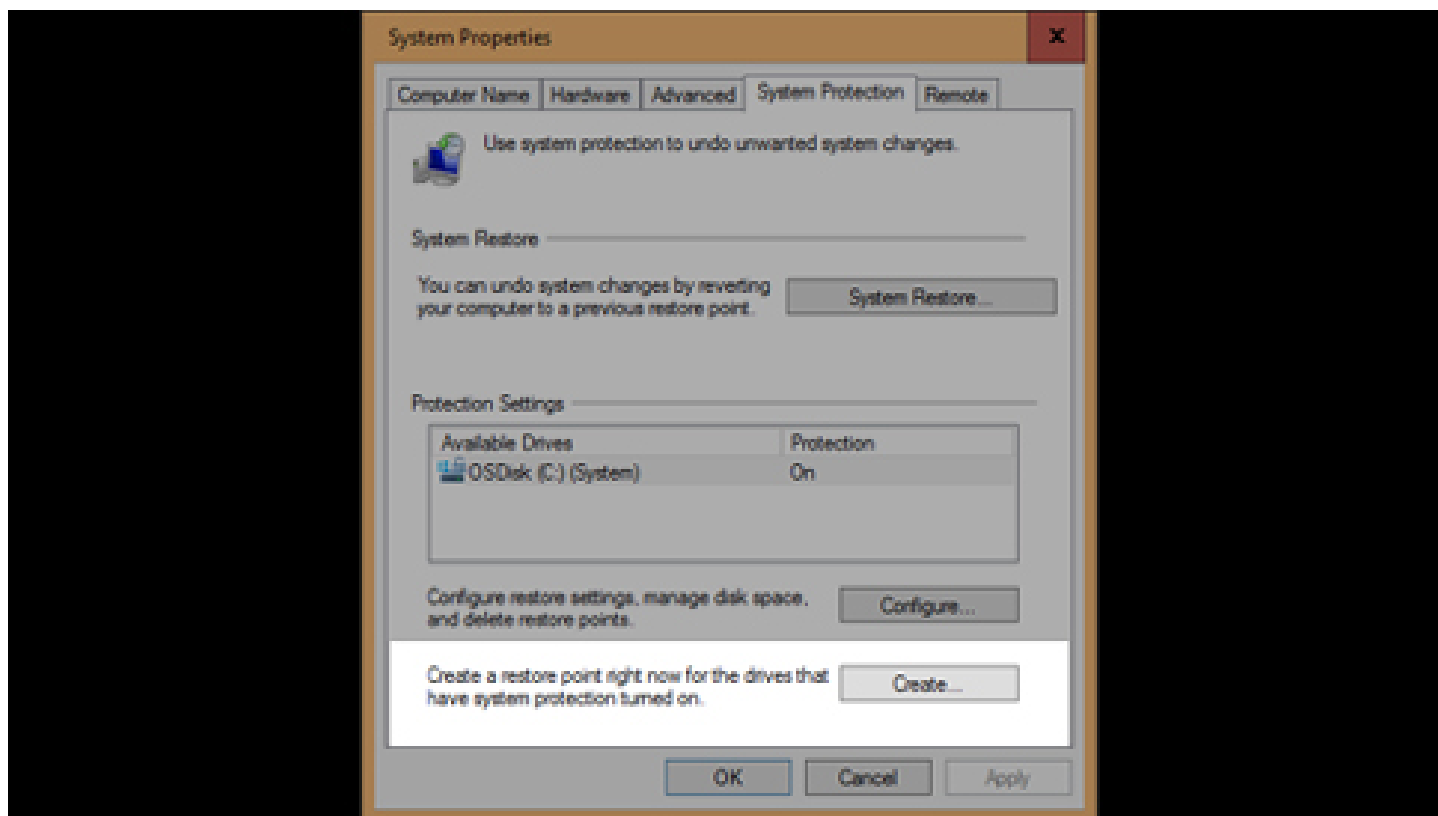 System Properties
x
Computer Name Hardware Advanced System Protection Remote
Use system protection to undo unwanted system changes.
System Restore
You can undo system changes by reverting
your computer to a previous restore point.
System Restore...
Protection Settings
Available Drives Protection
OSDisk (C:) (System) On
Configure restore settings, manage disk space,
and delete restore points.
Configure...
Create a restore point right now for the drives that
have system protection turned on.
Create...
OK Cancel Apply